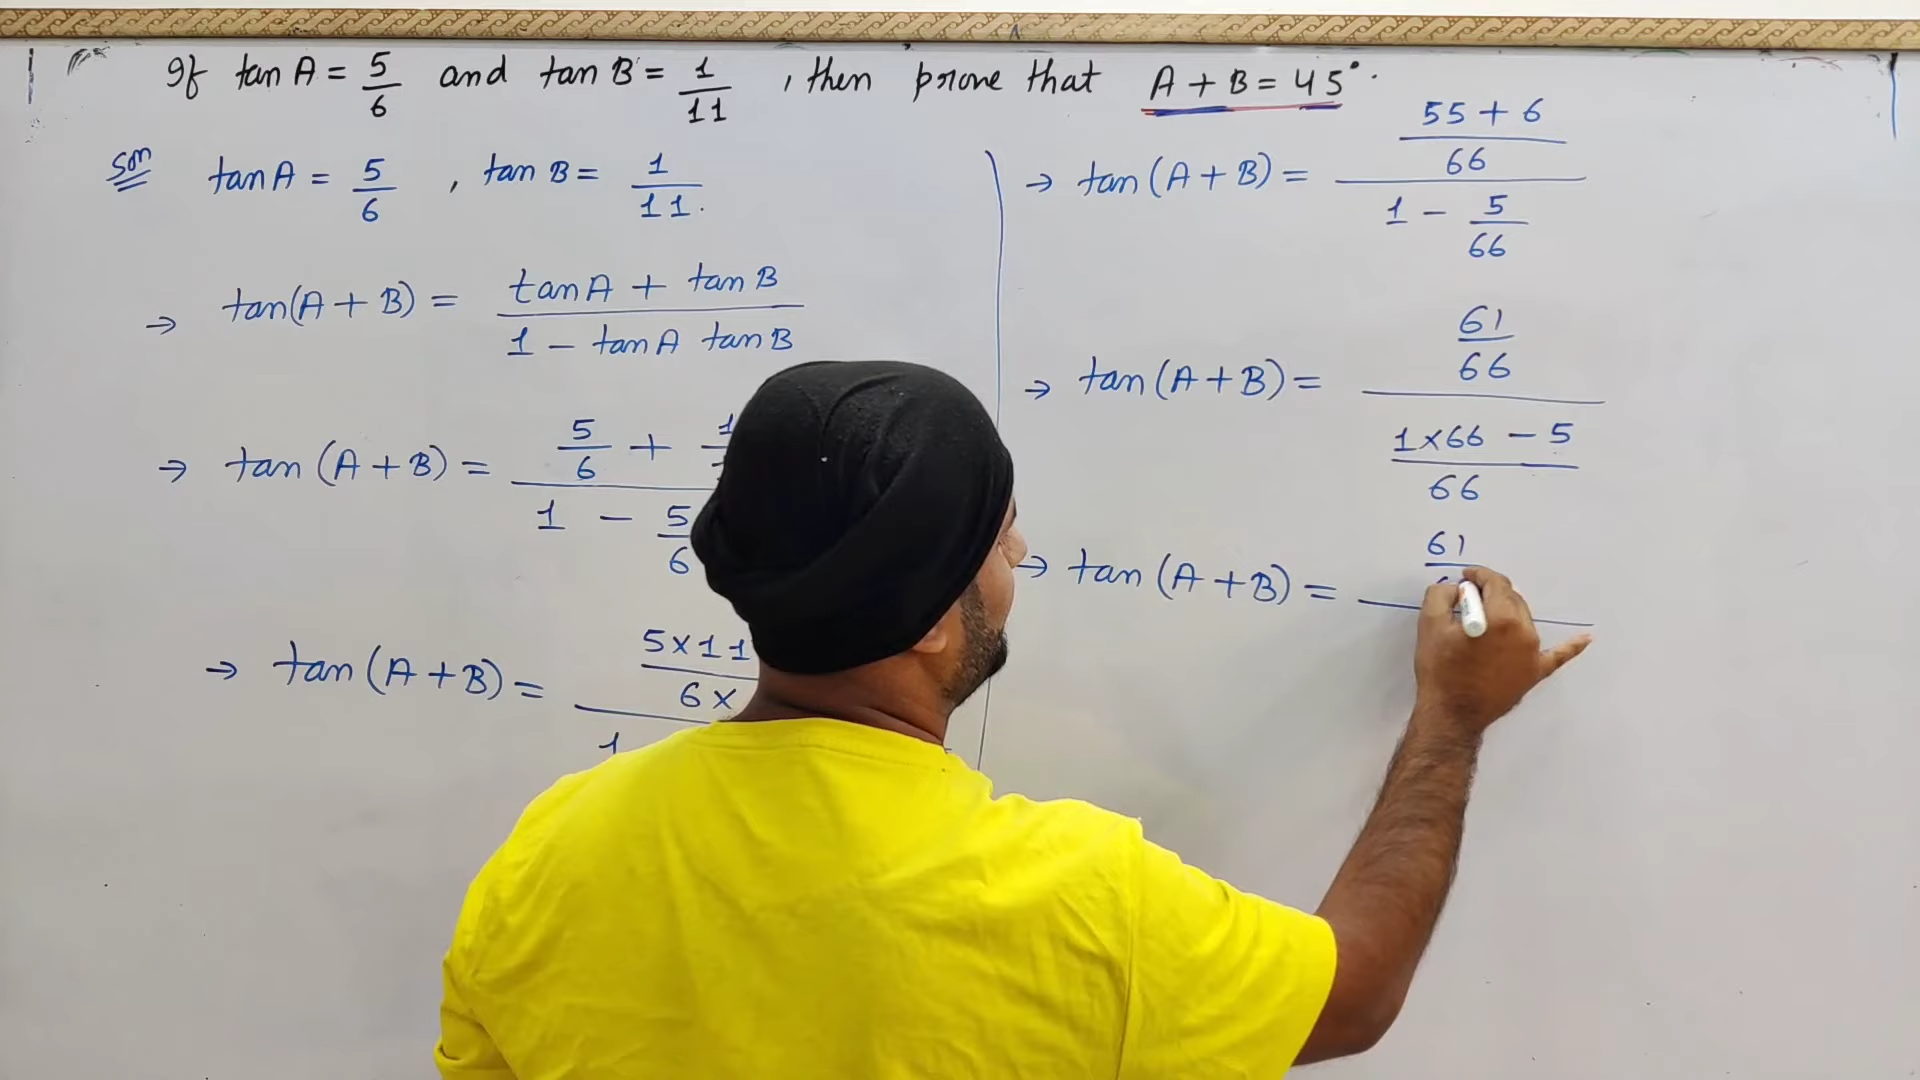 If tan A = 5/6 and tan B = 1/11, then prove that A + B = 45°.
Soln tan A = 5/6, tan B = 1/11.
→ tan(A + B) = (tan A + tan B)/(1 - tan A tan B)
→ tan(A + B) = (5/6 + 1/)/(1 - 5/6
→ tan(A + B) = (5×11/6×)/(1
→ tan(A + B) = ((55 + 6)/66)/(1 - 5/66)
→ tan(A + B) = (61/66)/((1×66 - 5)/66)
→ tan(A + B) = 61/